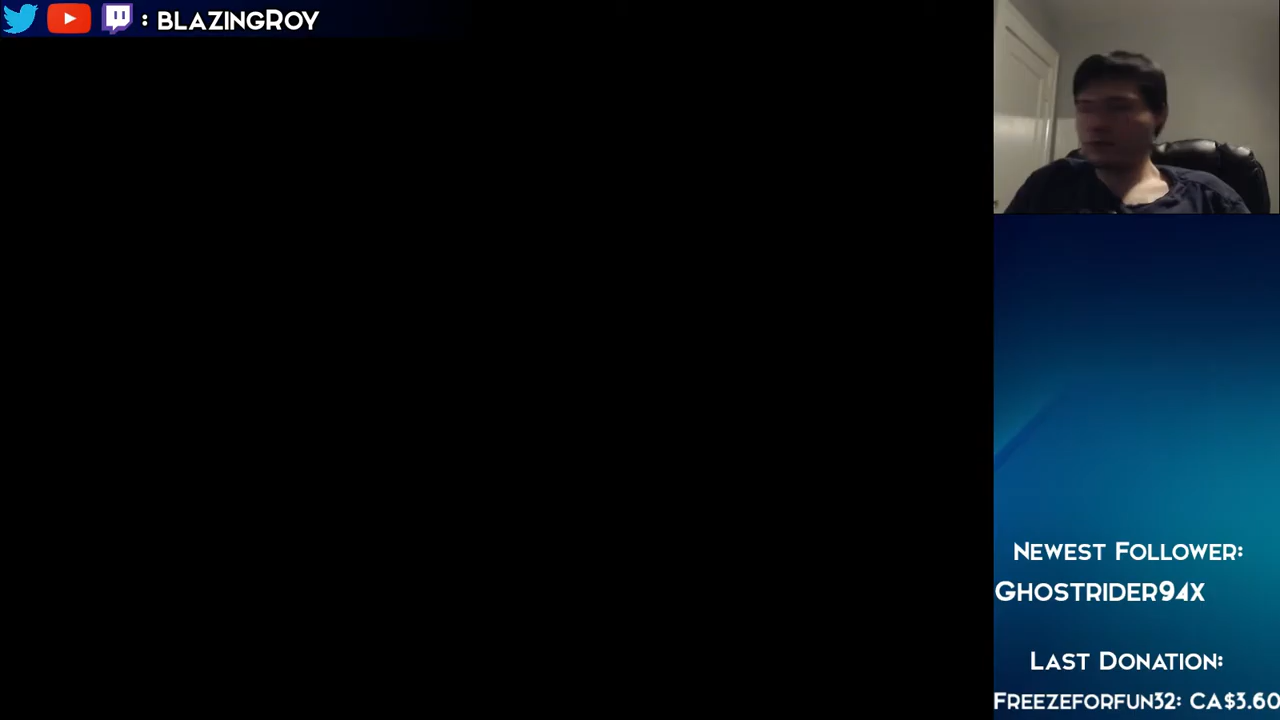 : BLAZINGROY
NEWEST FOLLOWER:
GHOSTRIDER94X
LAST DONATION:
FREEZEFORFUN32: CA$3.60